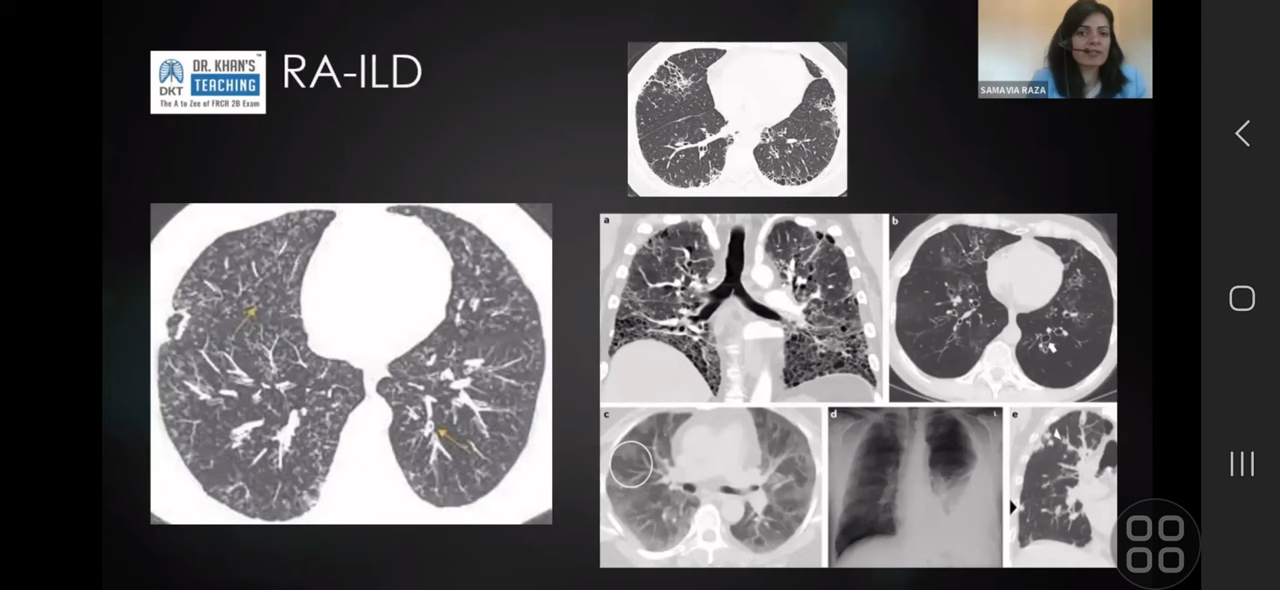 DR. KHAN'S
TEACHING
DKT
The A to Zee of FRCR 2B Exam
RA-ILD
SAMAVIA RAZA
a
b
c
d
L
e